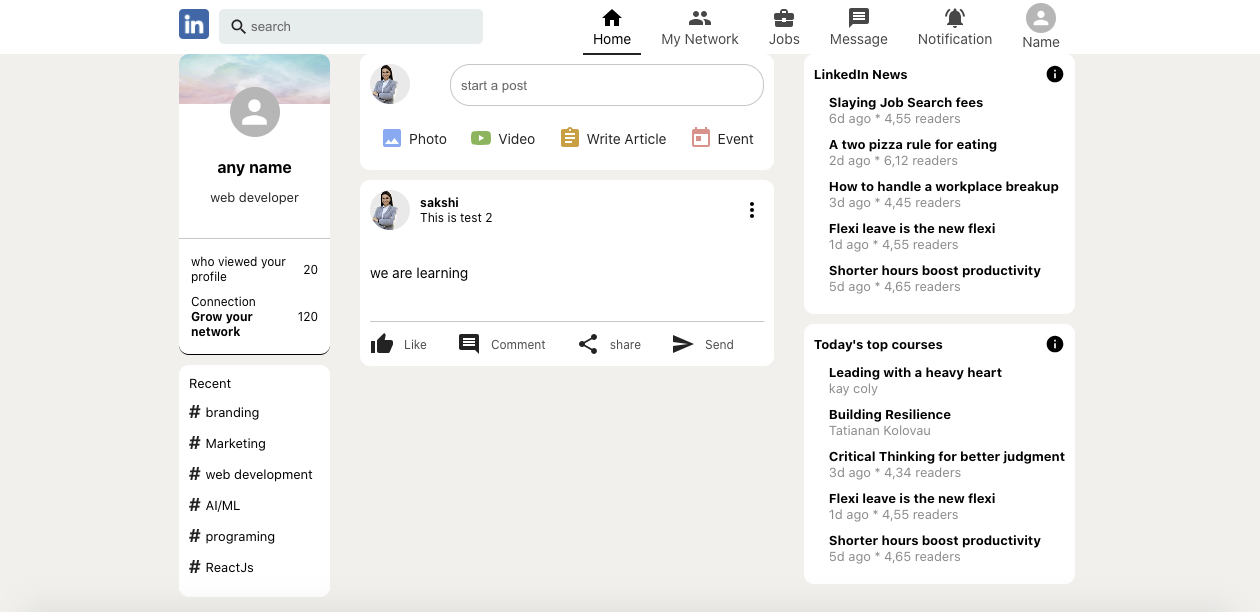 in
search
Home
My Network
Jobs
Message
Notification
Name
any name
web developer
who viewed your
profile
20
Connection
Grow your
network
120
Recent
# branding
# Marketing
# web development
# AI/ML
# programing
# ReactJs
start a post
Photo
Video
Write Article
Event
sakshi
This is test 2
we are learning
Like
Comment
share
Send
LinkedIn News
Slaying Job Search fees
6d ago * 4,55 readers
A two pizza rule for eating
2d ago * 6,12 readers
How to handle a workplace breakup
3d ago * 4,45 readers
Flexi leave is the new flexi
1d ago * 4,55 readers
Shorter hours boost productivity
5d ago * 4,65 readers
Today's top courses
Leading with a heavy heart
kay coly
Building Resilience
Tatianan Kolovau
Critical Thinking for better judgment
3d ago * 4,34 readers
Flexi leave is the new flexi
1d ago * 4,55 readers
Shorter hours boost productivity
5d ago * 4,65 readers